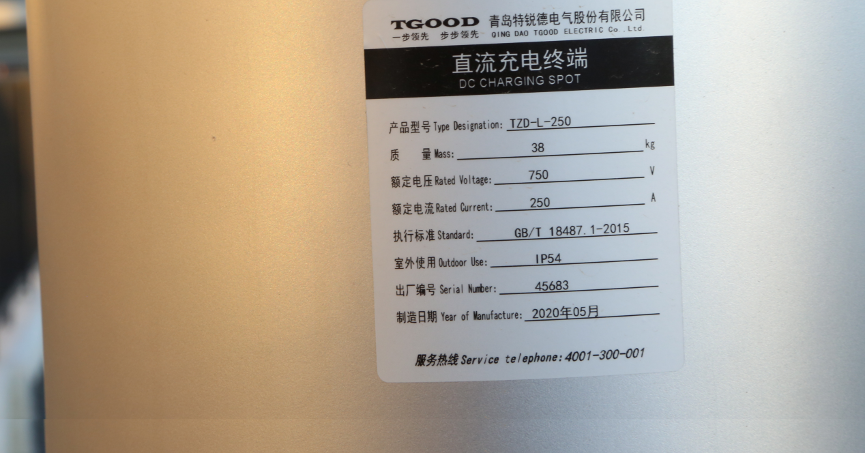 TGOOD 青岛特锐德电气股份有限公司
一步领先 步步领先 QING DAO TGOOD ELECTRIC Co.,Ltd.
直流充电终端
DC CHARGING SPOT
产品型号 Type Designation: TZD-L-250
质 量 Mass: 38 kg
额定电压 Rated Voltage: 750 V
额定电流 Rated Current: 250 A
执行标准 Standard: GB/T 18487.1-2015
室外使用 Outdoor Use: IP54
出厂编号 Serial Number: 45683
制造日期 Year of Manufacture: 2020年05月
服务热线 Service telephone: 4001-300-001